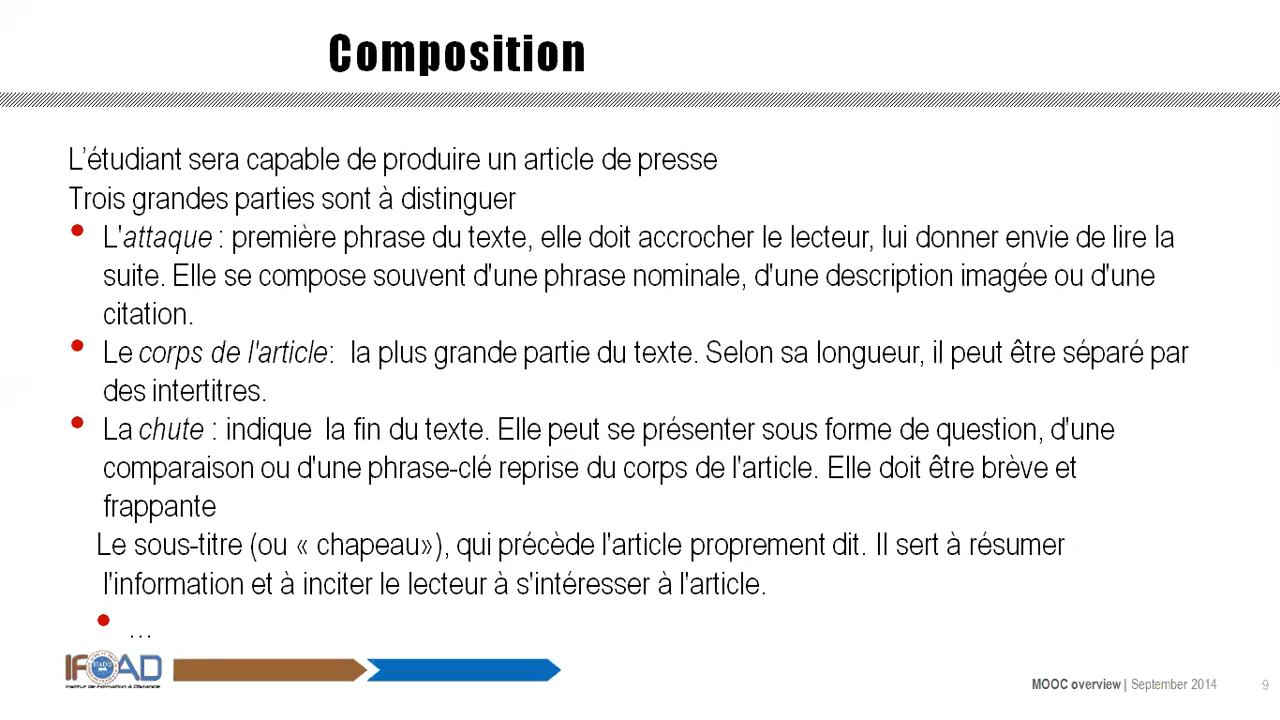 Composition
L'étudiant sera capable de produire un article de presse
Trois grandes parties sont à distinguer
• L'attaque : première phrase du texte, elle doit accrocher le lecteur, lui donner envie de lire la
suite. Elle se compose souvent d'une phrase nominale, d'une description imagée ou d'une
citation.
• Le corps de l'article:  la plus grande partie du texte. Selon sa longueur, il peut être séparé par
des intertitres.
• La chute : indique  la fin du texte. Elle peut se présenter sous forme de question, d'une
comparaison ou d'une phrase-clé reprise du corps de l'article. Elle doit être brève et
frappante
Le sous-titre (ou « chapeau»), qui précède l'article proprement dit. Il sert à résumer
l'information et à inciter le lecteur à s'intéresser à l'article.
• …
IFOAD
Institut de Formation à Distance
MOOC overview | September 2014
9